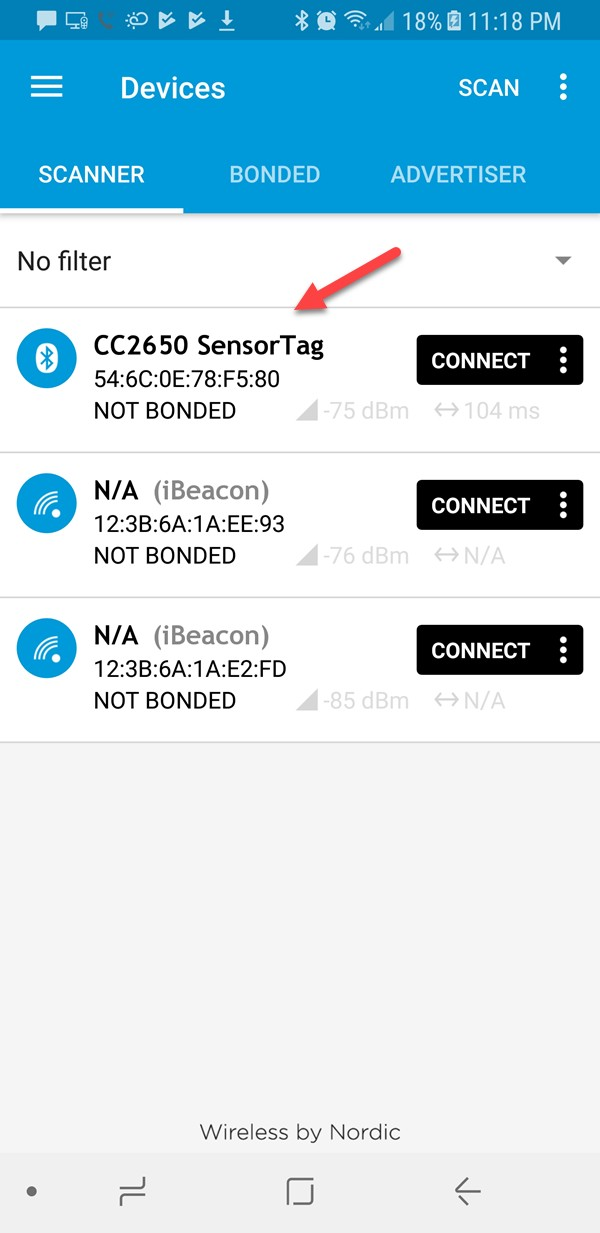 18% 11:18 PM
Devices SCAN
SCANNER BONDED ADVERTISER
No filter
CC2650 SensorTag
54:6C:0E:78:F5:80 CONNECT
NOT BONDED -75 dBm 104 ms
N/A (iBeacon)
12:3B:6A:1A:EE:93 CONNECT
NOT BONDED -76 dBm N/A
N/A (iBeacon)
12:3B:6A:1A:E2:FD CONNECT
NOT BONDED -85 dBm N/A
Wireless by Nordic